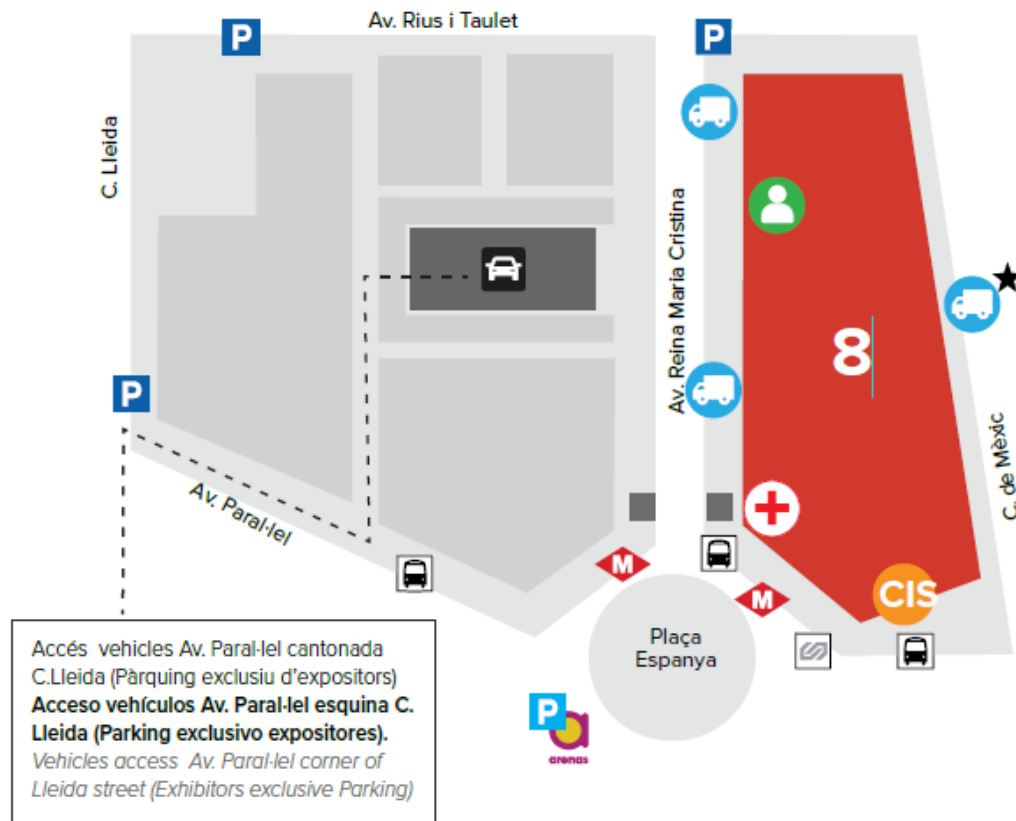 Av. Rius i Taulet
P
P
C. Lleida
Av. Reina Maria Cristina
8
P
C. de Mèxic
Av. Paral·lel
M
M
CIS
Plaça
Espanya
Accés vehicles Av. Paral·lel cantonada
C.Lleida (Pàrquing exclusiu d'expositors)
Acceso vehículos Av. Paral·lel esquina C.
Lleida (Parking exclusivo expositores).
Vehicles access Av. Paral·lel corner of
Lleida street (Exhibitors exclusive Parking)
P
a
arenas